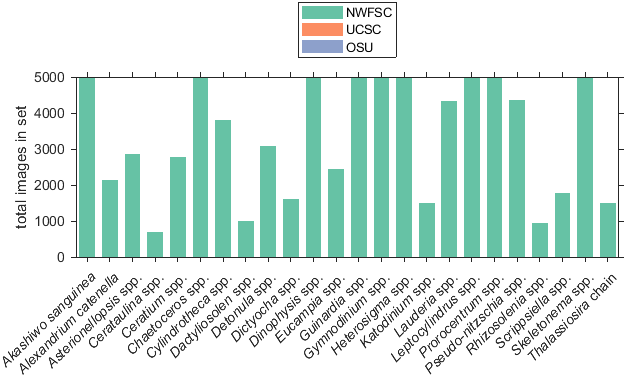 NWFSC
UCSC
OSU
total images in set
5000
4000
3000
2000
1000
0
Akashiwo sanguinea
Alexandrium catenella
Asterionellopsis spp.
Cerataulina spp.
Ceratium spp.
Chaetoceros spp.
Cylindrotheca spp.
Dactyliosolen spp.
Detonula spp.
Dictyocha spp.
Dinophysis spp.
Eucampia spp.
Guinardia spp.
Gymnodinium spp.
Heterosigma spp.
Katodinium spp.
Lauderia spp.
Leptocylindrus spp.
Prorocentrum spp.
Pseudo-nitzschia spp.
Rhizosolenia spp.
Scrippsiella spp.
Skeletonema spp.
Thalassiosira chain